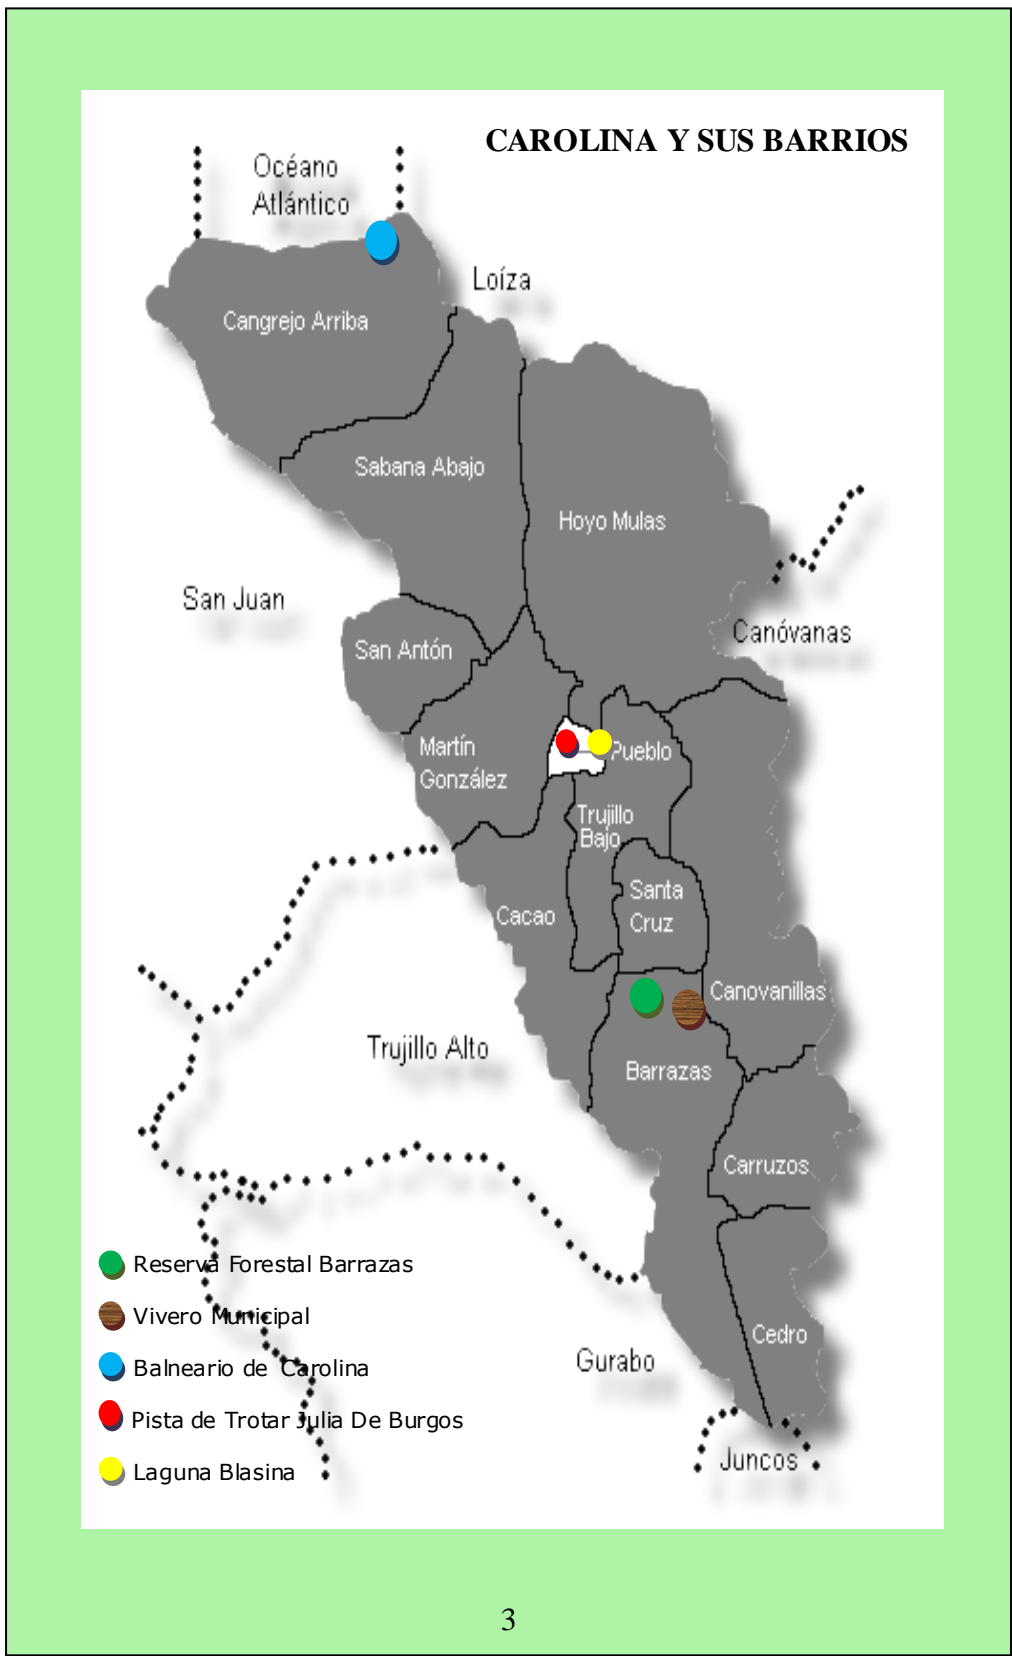 CAROLINA Y SUS BARRIOS
Océano
Atlántico
Loíza
Cangrejo Arriba
Sabana Abajo
Hoyo Mulas
San Juan
Canóvanas
San Antón
Martín
González
Pueblo
Trujillo
Bajo
Santa
Cruz
Cacao
Canovanillas
Trujillo Alto
Barrazas
Carruzos
Cedro
Gurabo
Juncos
Reserva Forestal Barrazas
Vivero Municipal
Balneario de Carolina
Pista de Trotar Julia De Burgos
Laguna Blasina
3